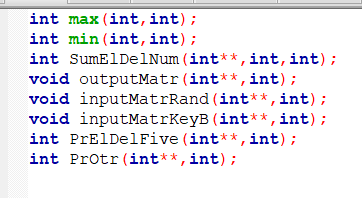 int max(int,int);
int min(int,int);
int SumElDelNum(int**,int,int);
void outputMatr(int**,int);
void inputMatrRand(int**,int);
void inputMatrKeyB(int**,int);
int PrElDelFive(int**,int);
int PrOtr(int**,int);